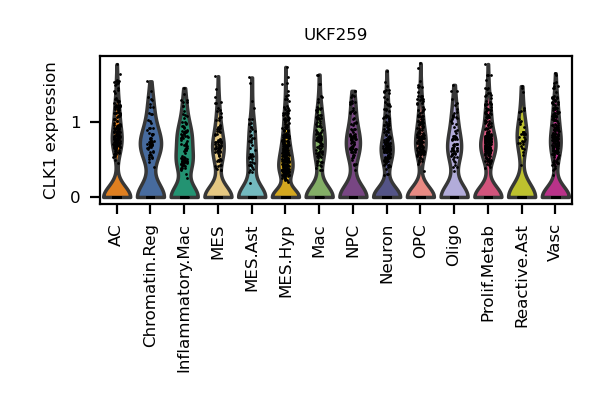 UKF259
CLK1 expression
1
0
AC
Chromatin.Reg
Inflammatory.Mac
MES
MES.Ast
MES.Hyp
Mac
NPC
Neuron
OPC
Oligo
Prolif.Metab
Reactive.Ast
Vasc